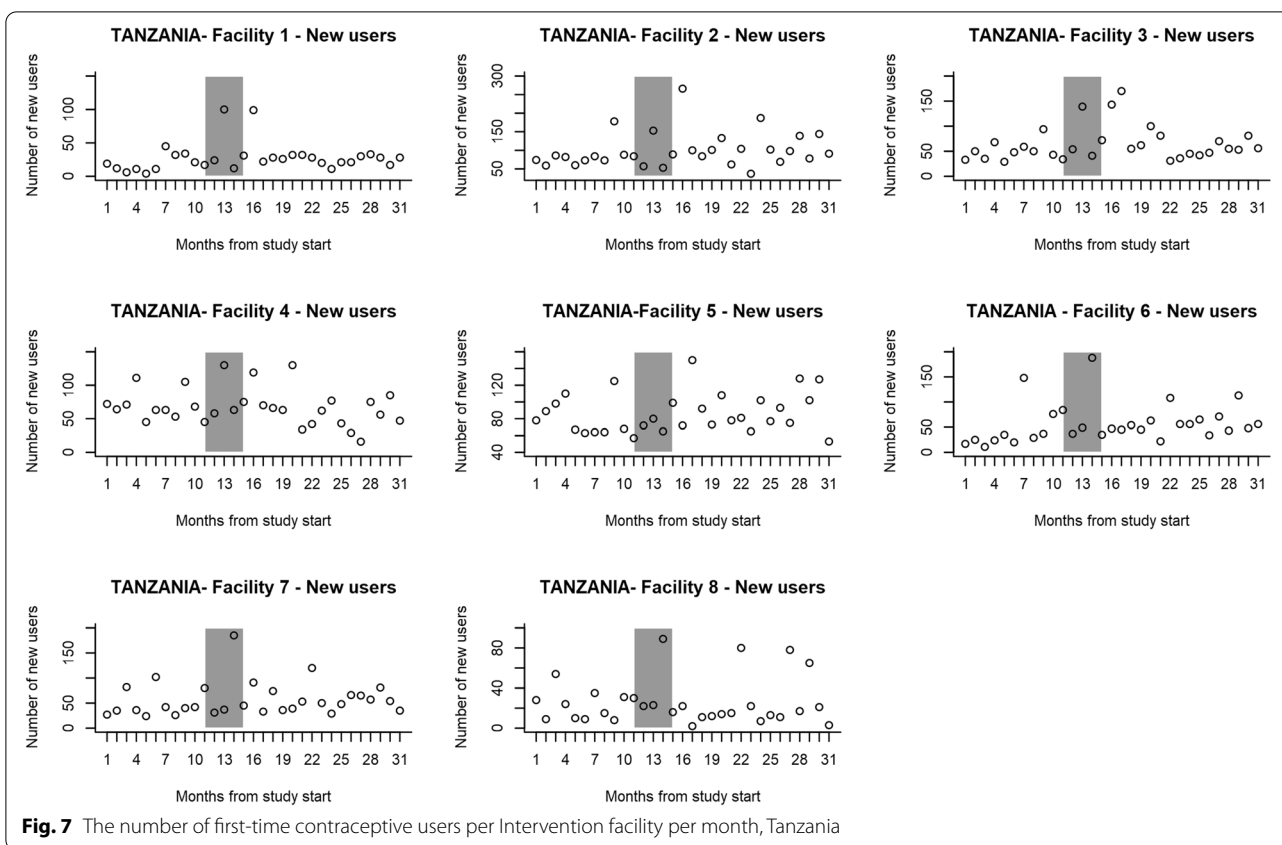 TANZANIA- Facility 1 - New users
Number of new users
0 50 100
1 4 7 10 13 16 19 22 25 28 31
Months from study start
TANZANIA- Facility 2 - New users
Number of new users
50 150 300
1 4 7 10 13 16 19 22 25 28 31
Months from study start
TANZANIA- Facility 3 - New users
Number of new users
0 50 150
1 4 7 10 13 16 19 22 25 28 31
Months from study start
TANZANIA- Facility 4 - New users
Number of new users
0 50 100
1 4 7 10 13 16 19 22 25 28 31
Months from study start
TANZANIA-Facility 5 - New users
Number of new users
40 80 120
1 4 7 10 13 16 19 22 25 28 31
Months from study start
TANZANIA - Facility 6 - New users
Number of new users
0 50 150
1 4 7 10 13 16 19 22 25 28 31
Months from study start
TANZANIA- Facility 7 - New users
Number of new users
0 50 150
1 4 7 10 13 16 19 22 25 28 31
Months from study start
TANZANIA- Facility 8 - New users
Number of new users
0 40 80
1 4 7 10 13 16 19 22 25 28 31
Months from study start
Fig. 7 The number of first-time contraceptive users per Intervention facility per month, Tanzania